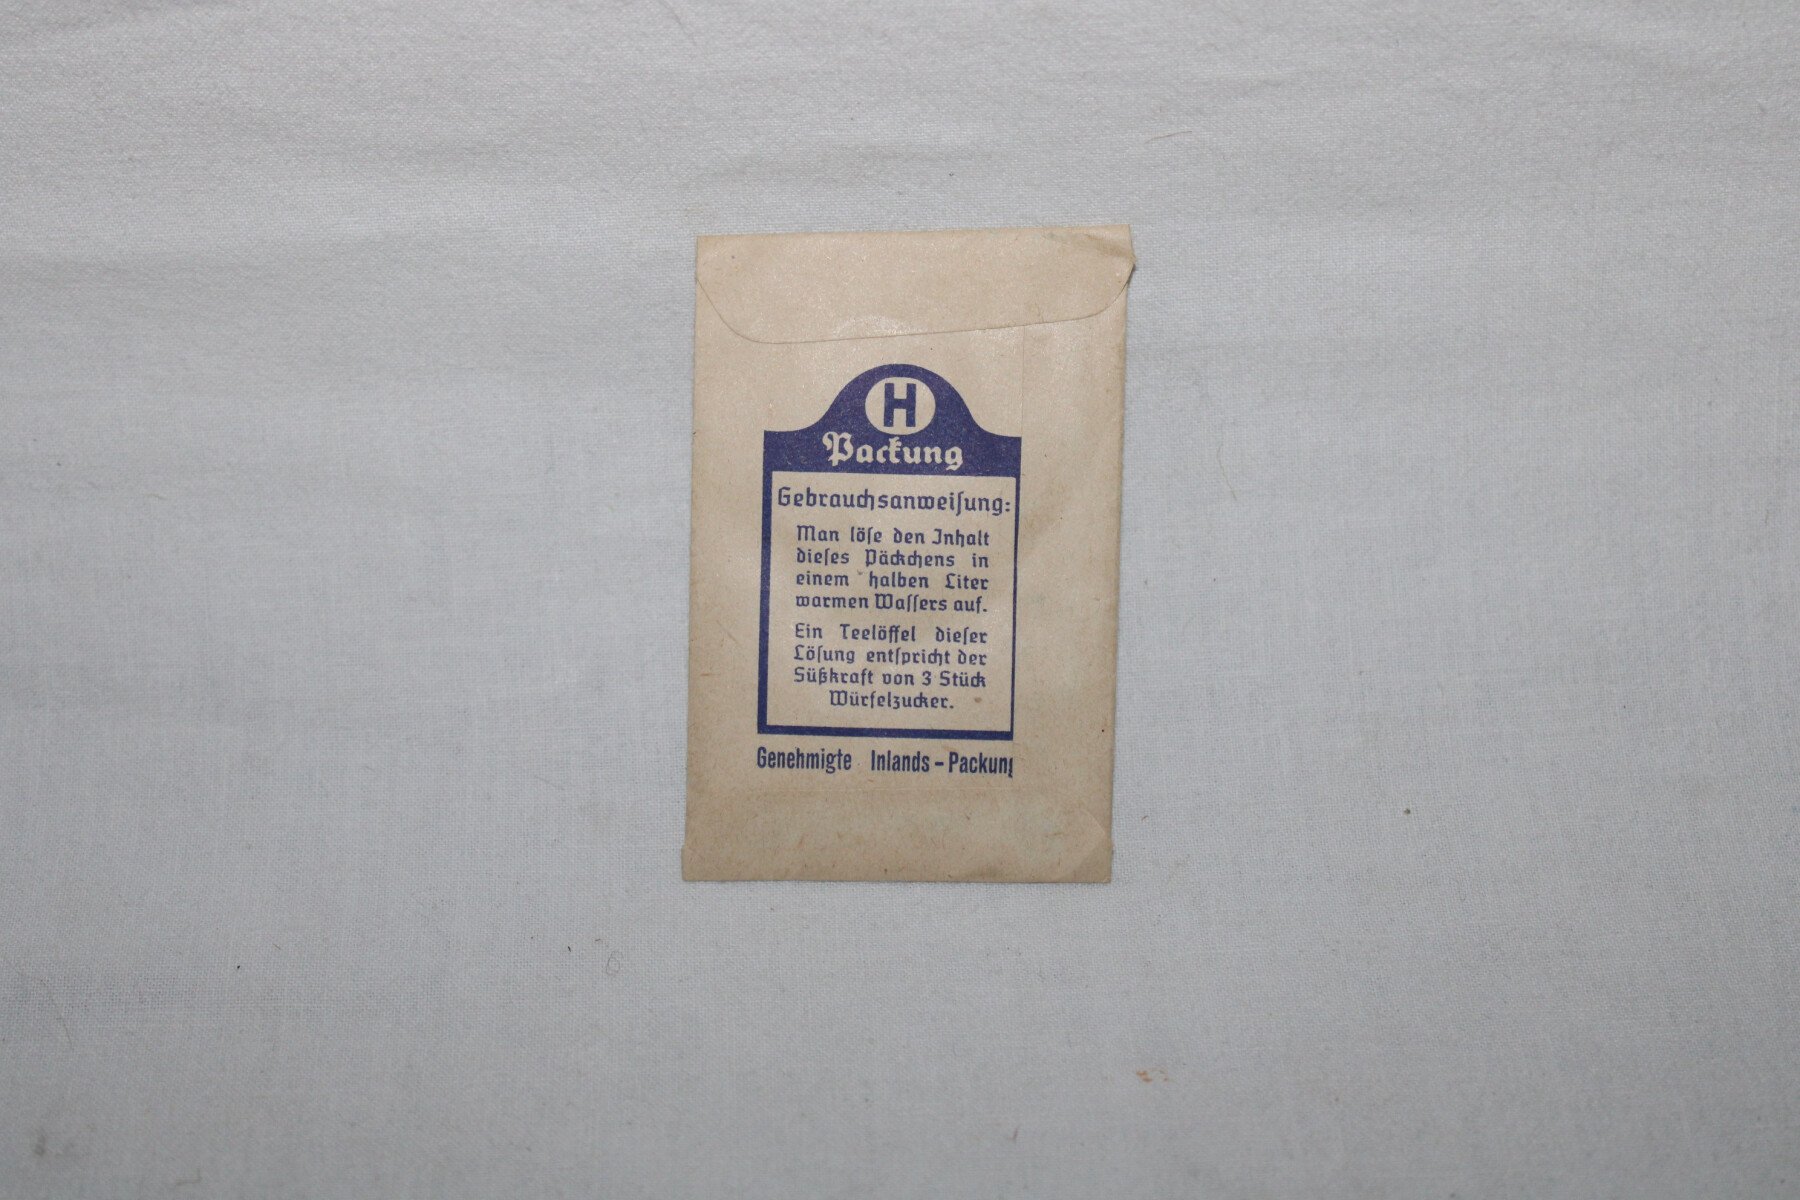 H
Packung
Gebrauchsanweiſung:
Man löſe den Inhalt
dieſes Päckchens in
einem halben Liter
warmen Waſſers auf.
Ein Teelöffel dieſer
Löſung entſpricht der
Süßkraft von 3 Stück
Würfelzucker.
Genehmigte Inlands-Packung